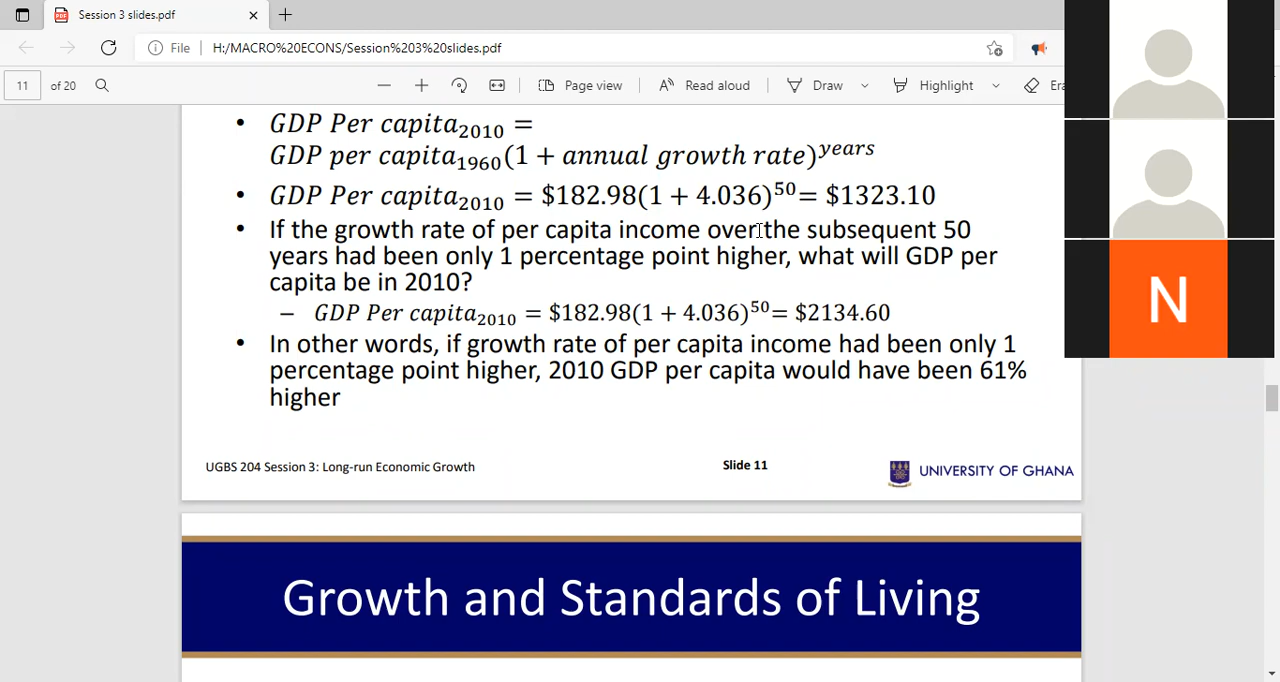 Session 3 slides.pdf
File H:/MACRO%20ECONS/Session%203%20slides.pdf
11 of 20 Page view Read aloud Draw Highlight Era
• GDP Per capita₂₀₁₀ =
GDP per capita₁₉₆₀(1 + annual growth rate)ʸᵉᵃʳˢ
• GDP Per capita₂₀₁₀ = $182.98(1 + 4.036)⁵⁰= $1323.10
• If the growth rate of per capita income over the subsequent 50
years had been only 1 percentage point higher, what will GDP per
capita be in 2010?
– GDP Per capita₂₀₁₀ = $182.98(1 + 4.036)⁵⁰= $2134.60
• In other words, if growth rate of per capita income had been only 1
percentage point higher, 2010 GDP per capita would have been 61%
higher
UGBS 204 Session 3: Long-run Economic Growth Slide 11 UNIVERSITY OF GHANA
Growth and Standards of Living
N